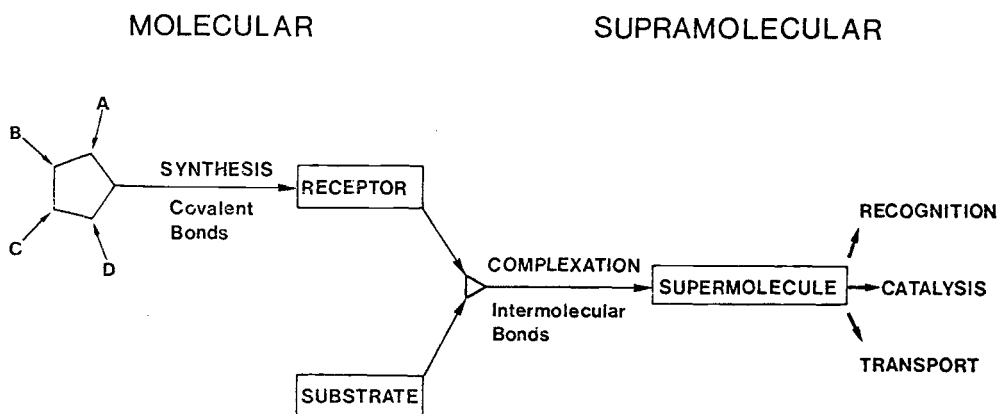 MOLECULAR
SUPRAMOLECULAR
A
B
C
D
SYNTHESIS
Covalent
Bonds
RECEPTOR
SUBSTRATE
COMPLEXATION
Intermolecular
Bonds
SUPERMOLECULE
RECOGNITION
CATALYSIS
TRANSPORT